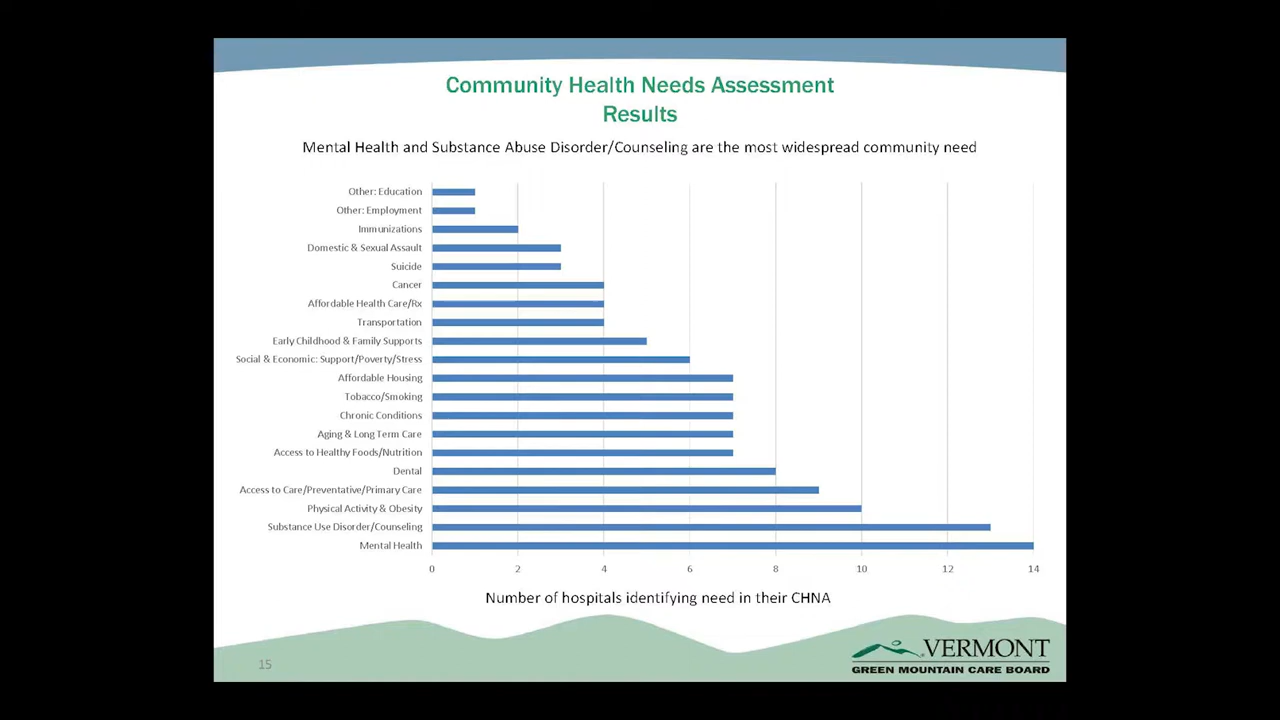 Community Health Needs Assessment
Results
Mental Health and Substance Abuse Disorder/Counseling are the most widespread community need
Other: Education
Other: Employment
Immunizations
Domestic & Sexual Assault
Suicide
Cancer
Affordable Health Care/Rx
Transportation
Early Childhood & Family Supports
Social & Economic: Support/Poverty/Stress
Affordable Housing
Tobacco/Smoking
Chronic Conditions
Aging & Long Term Care
Access to Healthy Foods/Nutrition
Dental
Access to Care/Preventative/Primary Care
Physical Activity & Obesity
Substance Use Disorder/Counseling
Mental Health
0 2 4 6 8 10 12 14
Number of hospitals identifying need in their CHNA
15
VERMONT
GREEN MOUNTAIN CARE BOARD